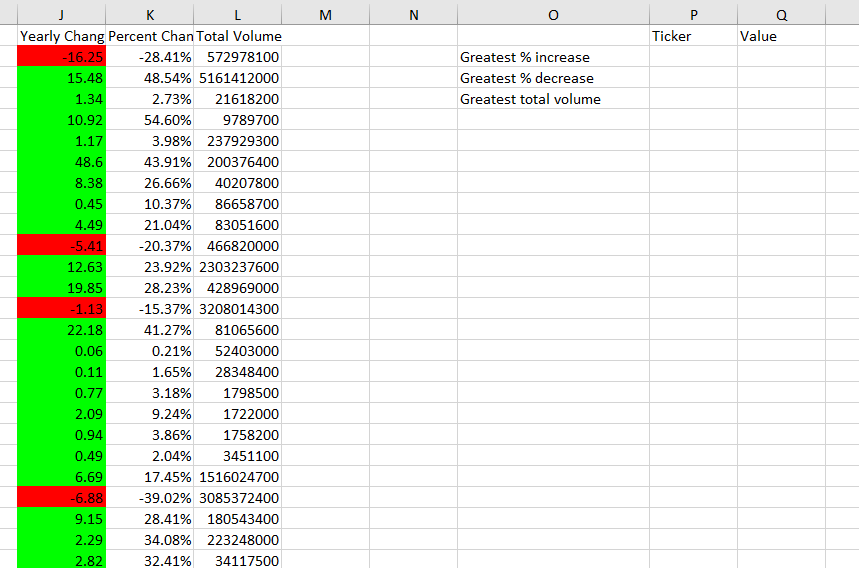 J K L M N O P Q
Yearly Chang Percent Chan Total Volume Ticker Value
-16.25 -28.41% 572978100 Greatest % increase
15.48 48.54% 5161412000 Greatest % decrease
1.34 2.73% 21618200 Greatest total volume
10.92 54.60% 9789700
1.17 3.98% 237929300
48.6 43.91% 200376400
8.38 26.66% 40207800
0.45 10.37% 86658700
4.49 21.04% 83051600
-5.41 -20.37% 466820000
12.63 23.92% 2303237600
19.85 28.23% 428969000
-1.13 -15.37% 3208014300
22.18 41.27% 81065600
0.06 0.21% 52403000
0.11 1.65% 28348400
0.77 3.18% 1798500
2.09 9.24% 1722000
0.94 3.86% 1758200
0.49 2.04% 3451100
6.69 17.45% 1516024700
-6.88 -39.02% 3085372400
9.15 28.41% 180543400
2.29 34.08% 223248000
2.82 32.41% 34117500